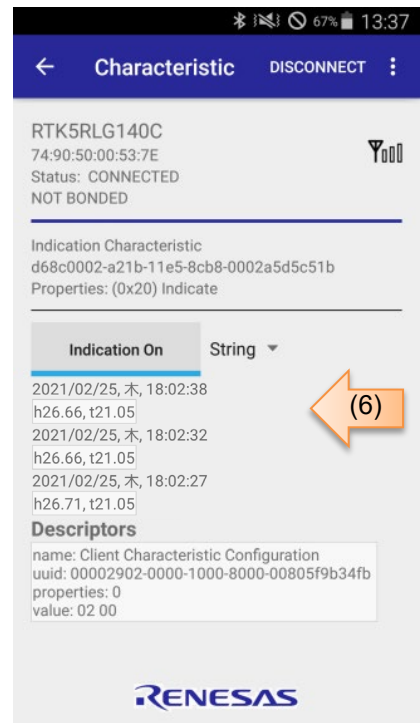 67% 13:37
Characteristic DISCONNECT
RTK5RLG140C
74:90:50:00:53:7E
Status: CONNECTED
NOT BONDED
Indication Characteristic
d68c0002-a21b-11e5-8cb8-0002a5d5c51b
Properties: (0x20) Indicate
Indication On String
2021/02/25, 木, 18:02:38
(6)
h26.66, t21.05
2021/02/25, 木, 18:02:32
h26.66, t21.05
2021/02/25, 木, 18:02:27
h26.71, t21.05
Descriptors
name: Client Characteristic Configuration
uuid: 00002902-0000-1000-8000-00805f9b34fb
properties: 0
value: 02 00
RENESAS